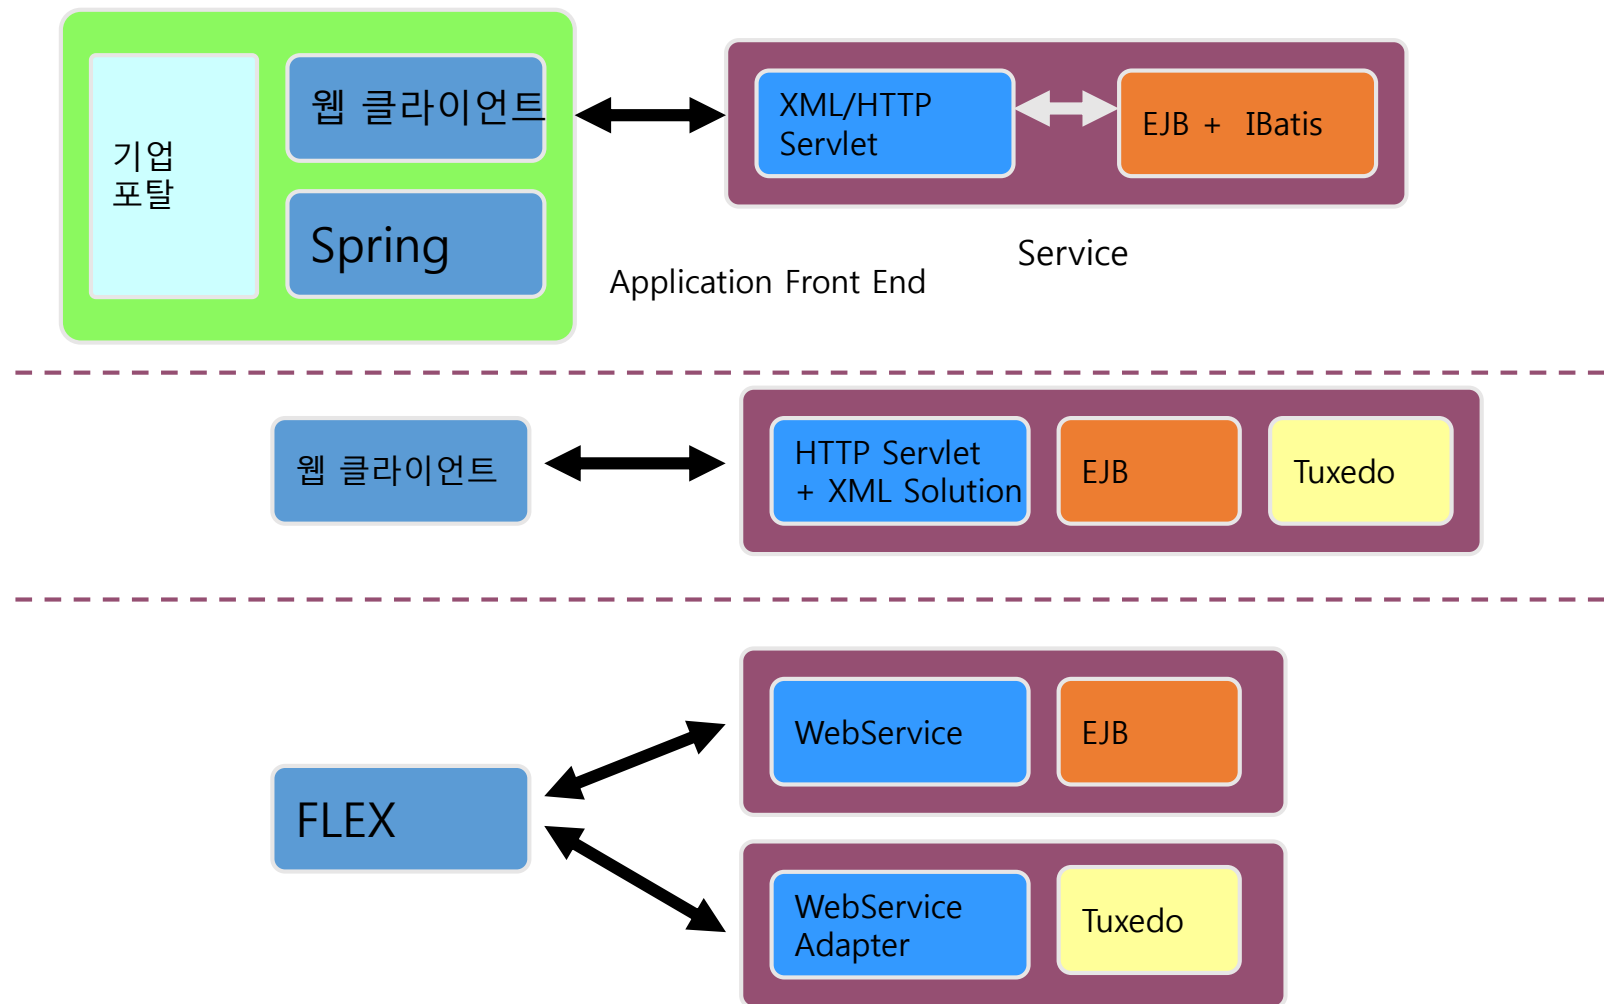 기업
포탈
웹 클라이언트
Spring
XML/HTTP
Servlet
EJB + IBatis
Service
Application Front End
웹 클라이언트
HTTP Servlet
+ XML Solution
EJB
Tuxedo
FLEX
WebService
EJB
WebService
Adapter
Tuxedo